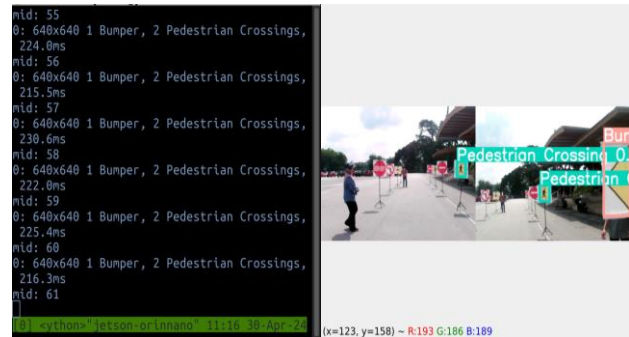 mid: 55
0: 640x640 1 Bumper, 2 Pedestrian Crossings,
224.0ms
mid: 56
0: 640x640 1 Bumper, 2 Pedestrian Crossings,
215.5ms
mid: 57
0: 640x640 1 Bumper, 2 Pedestrian Crossings,
230.6ms
mid: 58
0: 640x640 1 Bumper, 2 Pedestrian Crossings,
222.0ms
mid: 59
0: 640x640 1 Bumper, 2 Pedestrian Crossings,
225.4ms
mid: 60
0: 640x640 1 Bumper, 2 Pedestrian Crossings,
216.3ms
mid: 61
[0] <ython>"jetson-orinnano" 11:16 30-Apr-24
Bun
Pedestrian Crossing 0.
Pedestrian
(x=123, y=158) ~ R:193 G:186 B:189